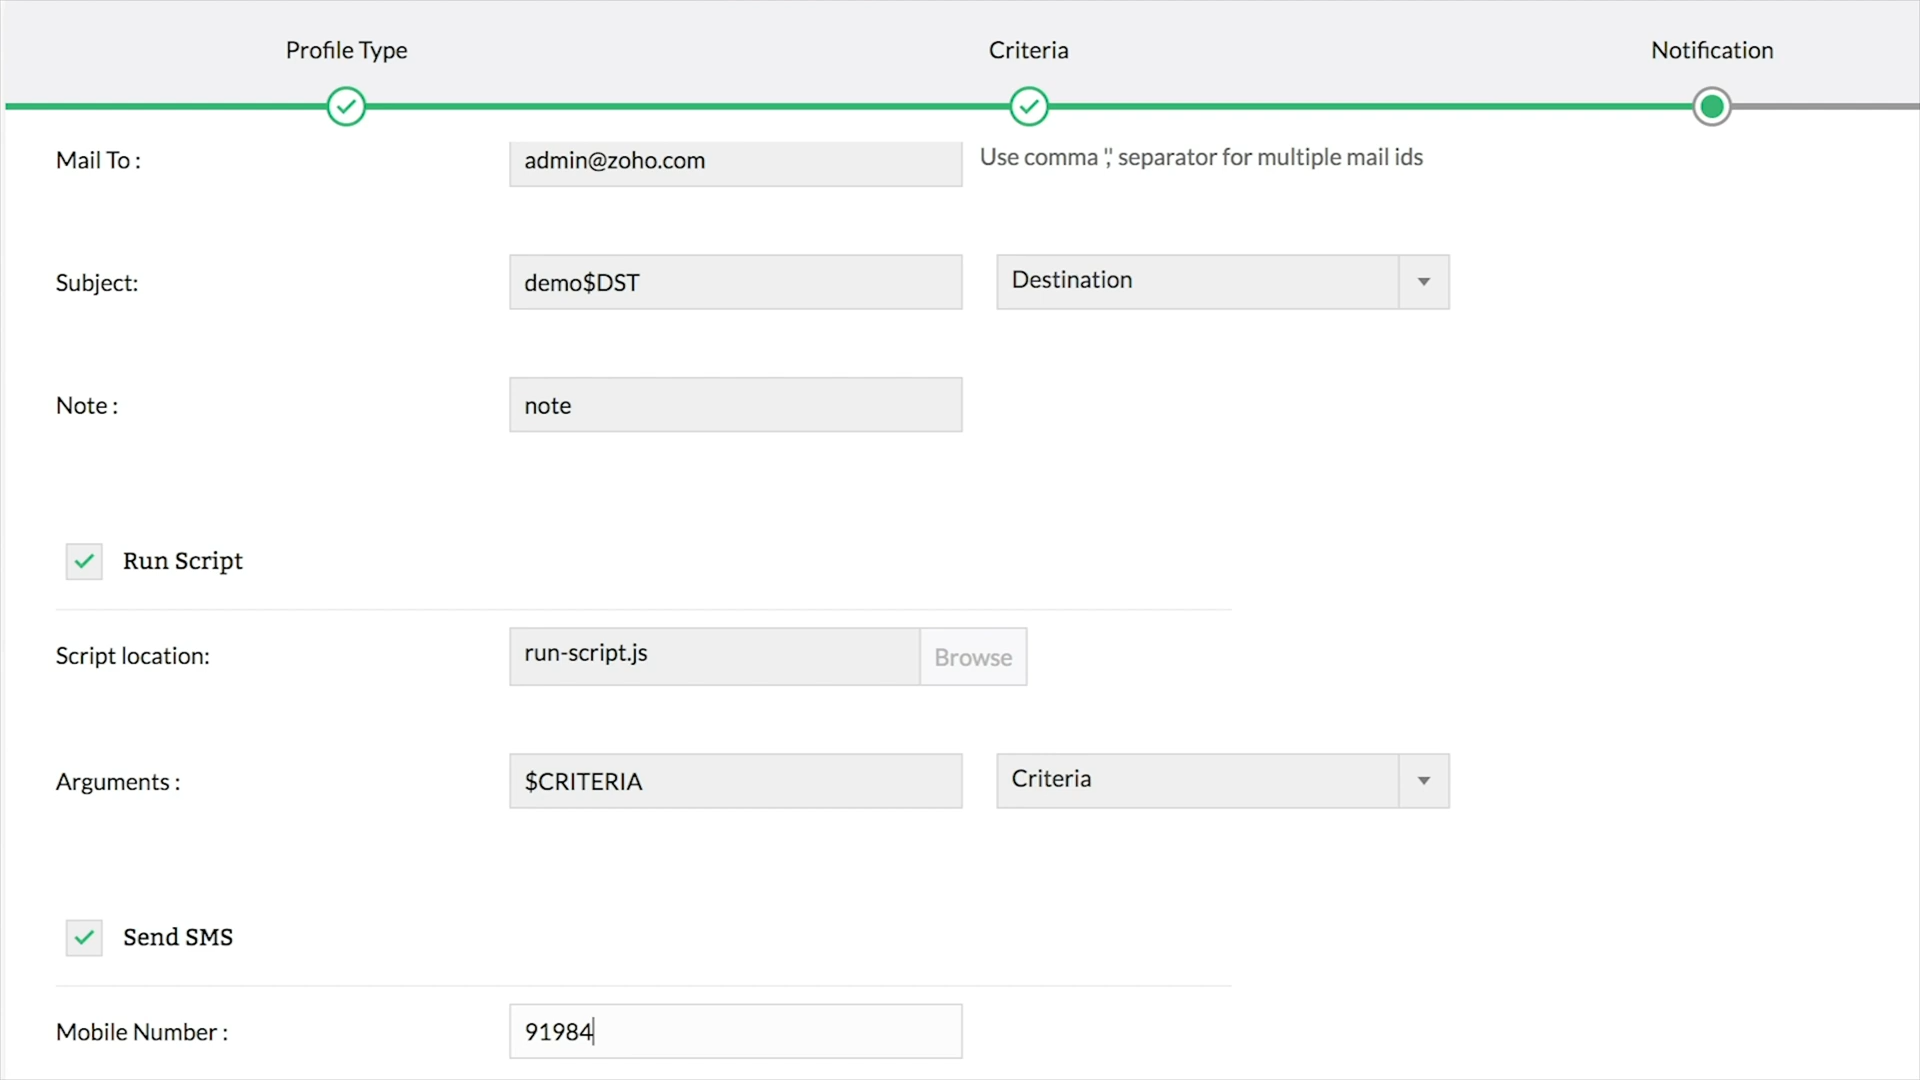 Profile Type Criteria Notification
Mail To : admin@zoho.com Use comma ',' separator for multiple mail ids
Subject: demo$DST Destination
Note : note
Run Script
Script location: run-script.js Browse
Arguments : $CRITERIA Criteria
Send SMS
Mobile Number : 91984